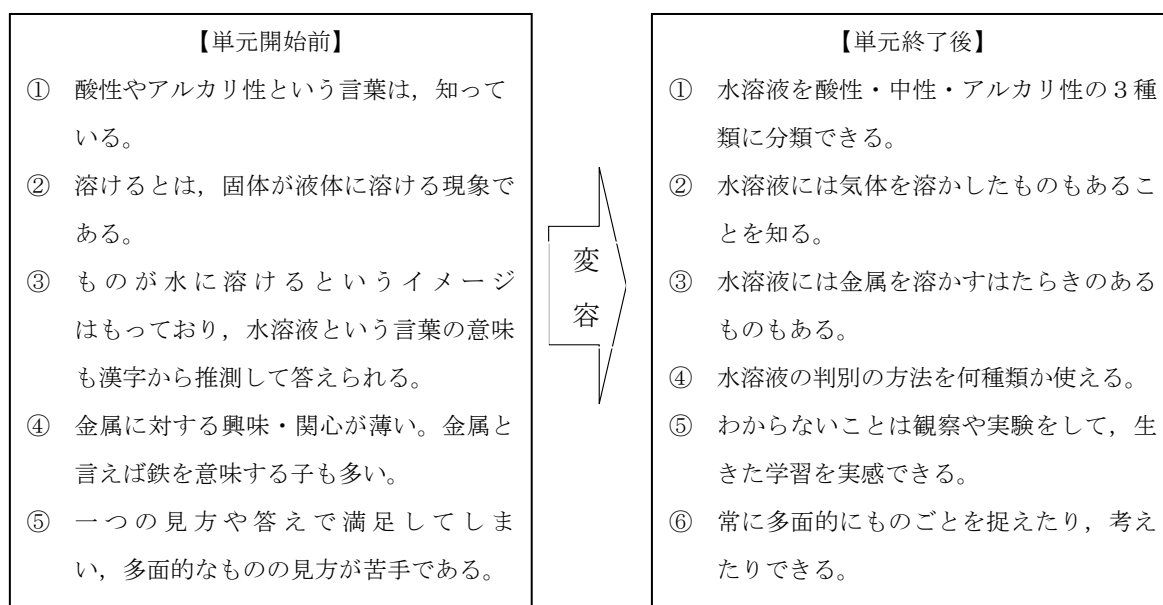 【単元開始前】
① 酸性やアルカリ性という言葉は，知って
いる。
② 溶けるとは，固体が液体に溶ける現象で
ある。
③ ものが水に溶けるというイメージ
はもっており，水溶液という言葉の意味
も漢字から推測して答えられる。
④ 金属に対する興味・関心が薄い。金属と
言えば鉄を意味する子も多い。
⑤ 一つの見方や答えで満足してしま
い，多面的なものの見方が苦手である。
変
容
【単元終了後】
① 水溶液を酸性・中性・アルカリ性の３種
類に分類できる。
② 水溶液には気体を溶かしたものもあるこ
とを知る。
③ 水溶液には金属を溶かすはたらきのある
ものもある。
④ 水溶液の判別の方法を何種類か使える。
⑤ わからないことは観察や実験をして，生
きた学習を実感できる。
⑥ 常に多面的にものごとを捉えたり，考え
たりできる。